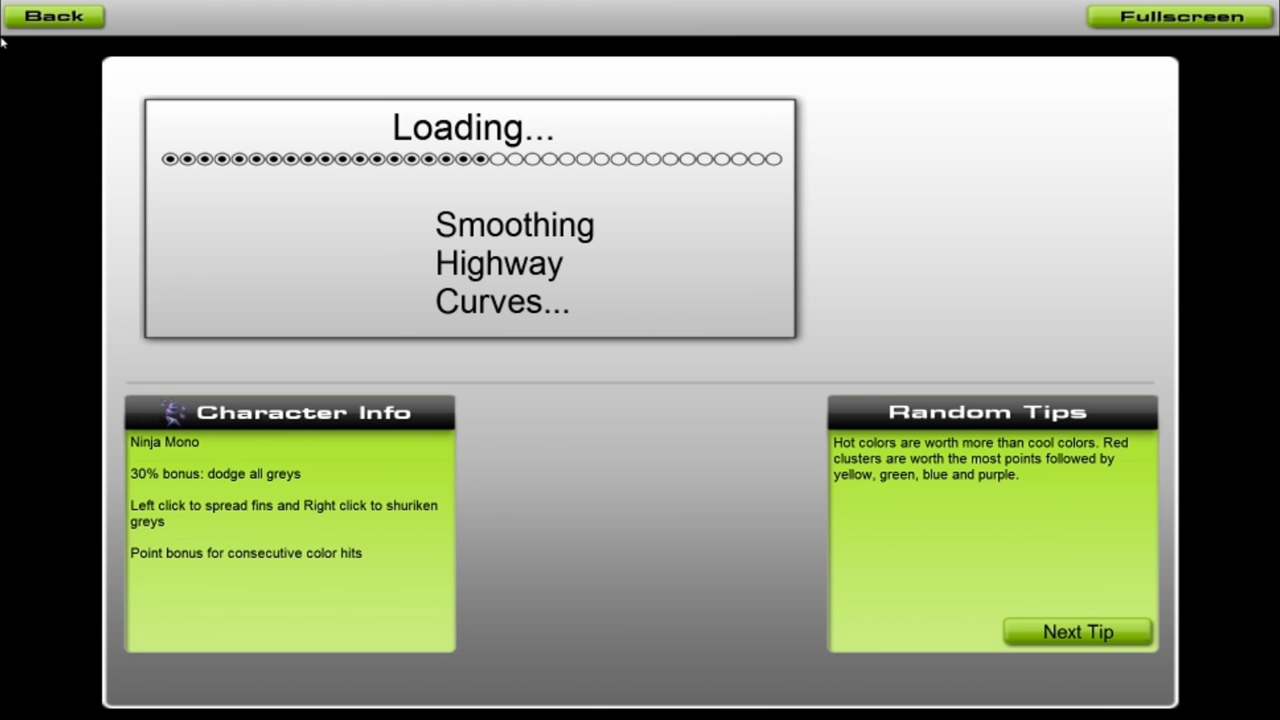 Back
Fullscreen
Loading...
Smoothing
Highway
Curves...
Character Info
Ninja Mono
30% bonus: dodge all greys
Left click to spread fins and Right click to shuriken
greys
Point bonus for consecutive color hits
Random Tips
Hot colors are worth more than cool colors. Red
clusters are worth the most points followed by
yellow, green, blue and purple.
Next Tip